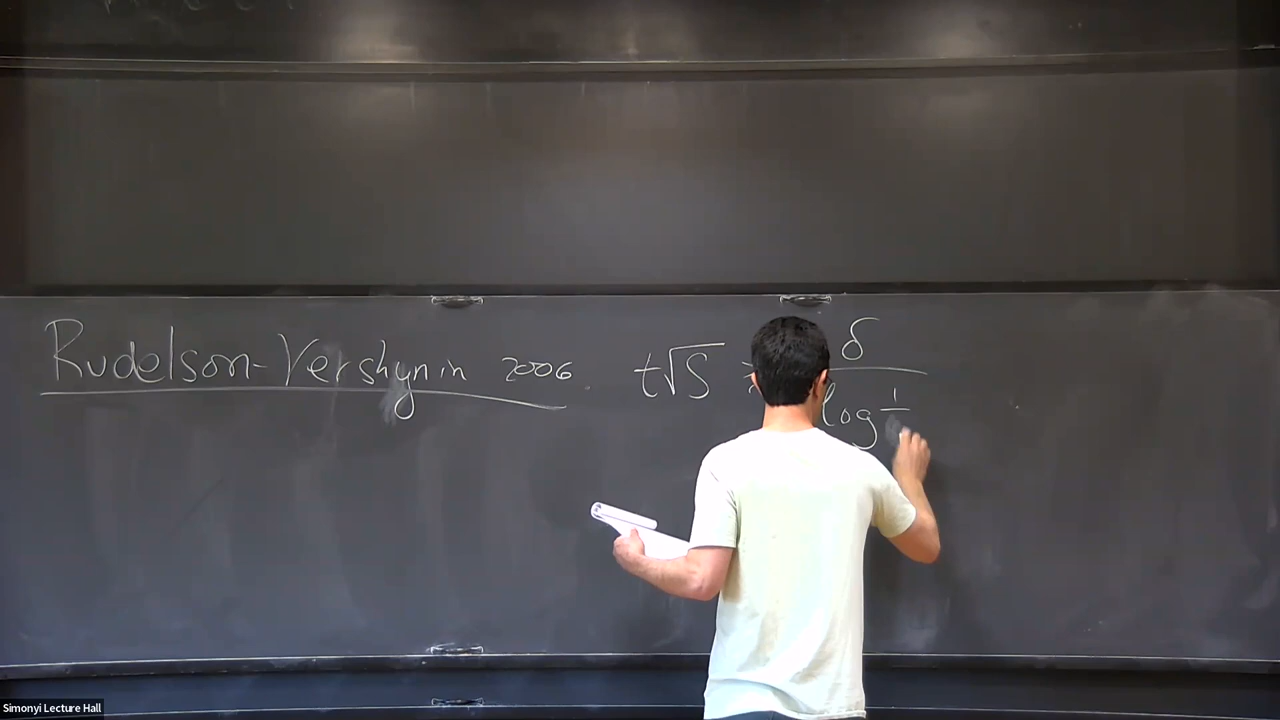 Rudelson-Vershynin 2006 t√S δ
log 1
Simonyi Lecture Hall